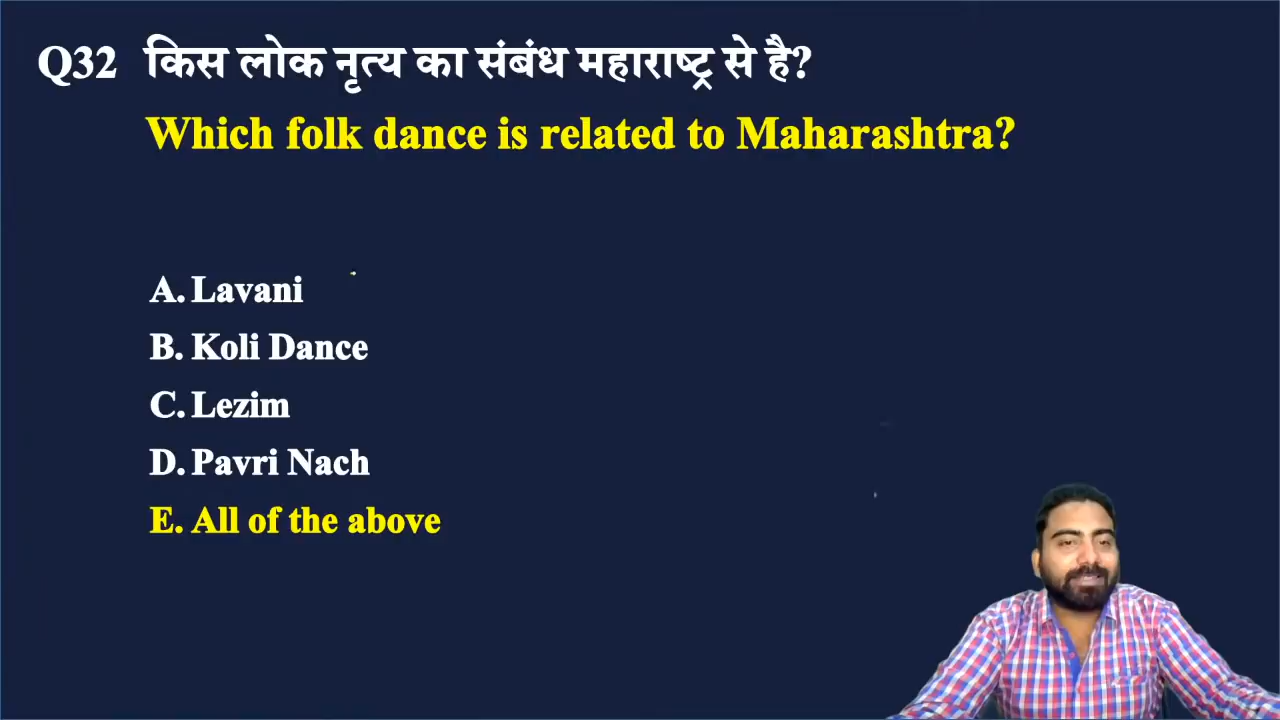 Q32 किस लोक नृत्य का संबंध महाराष्ट्र से है?
Which folk dance is related to Maharashtra?
A. Lavani
B. Koli Dance
C. Lezim
D. Pavri Nach
E. All of the above